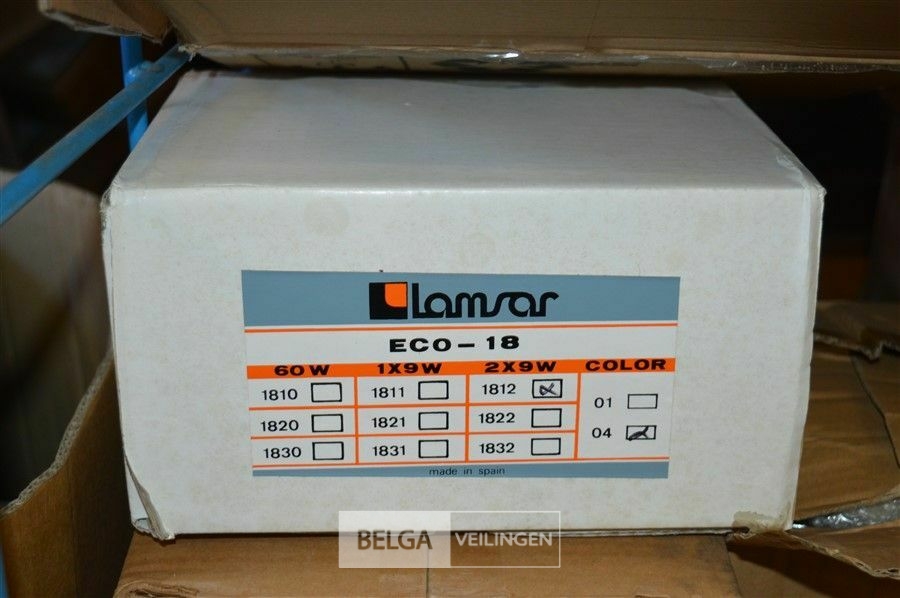 Lamsar
ECO-18
60W 1X9W 2X9W COLOR
1810 1811 1812 01
1820 1821 1822 04
1830 1831 1832
made in spain
BELGA VEILINGEN